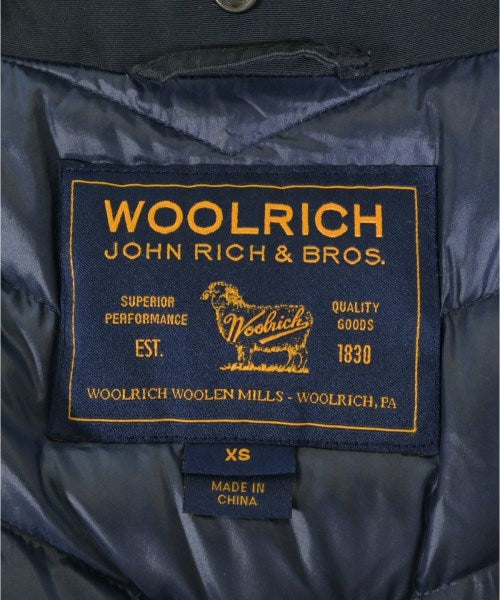 WOOLRICH
JOHN RICH & BROS.
SUPERIOR
PERFORMANCE
EST.
Woolrich
QUALITY
GOODS
1830
WOOLRICH WOOLEN MILLS - WOOLRICH, PA
XS
MADE IN
CHINA